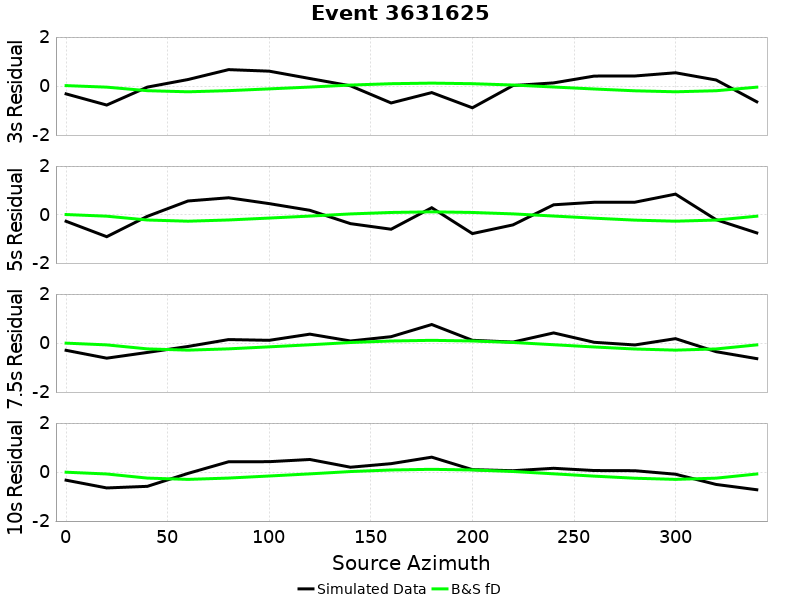 Event 3631625
3s Residual
2
0
-2
5s Residual
2
0
-2
7.5s Residual
2
0
-2
10s Residual
2
0
-2
0 50 100 150 200 250 300
Source Azimuth
Simulated Data B&S fD